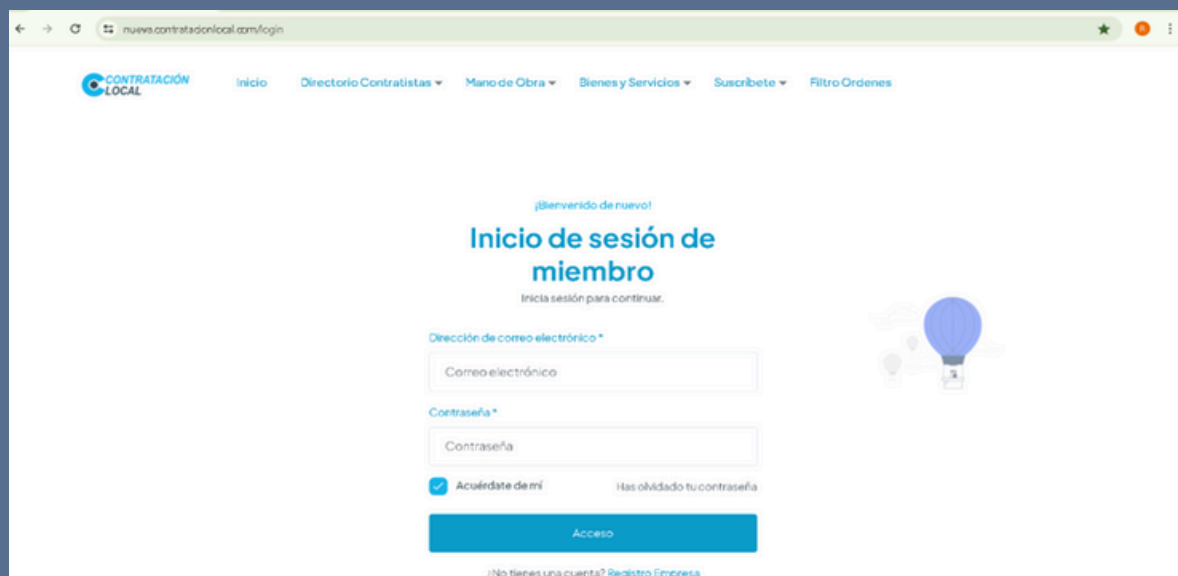 nueva.contratacionlocal.com/login
R
CONTRATACIÓN
LOCAL
Inicio
Directorio Contratistas
Mano de Obra
Bienes y Servicios
Suscríbete
Filtro Ordenes
¡Bienvenido de nuevo!
Inicio de sesión de
miembro
Inicia sesión para continuar.
Dirección de correo electrónico *
Correo electrónico
Contraseña *
Contraseña
Acuérdate de mí
Has olvidado tu contraseña
Acceso
¿No tienes una cuenta? Registro Empresa